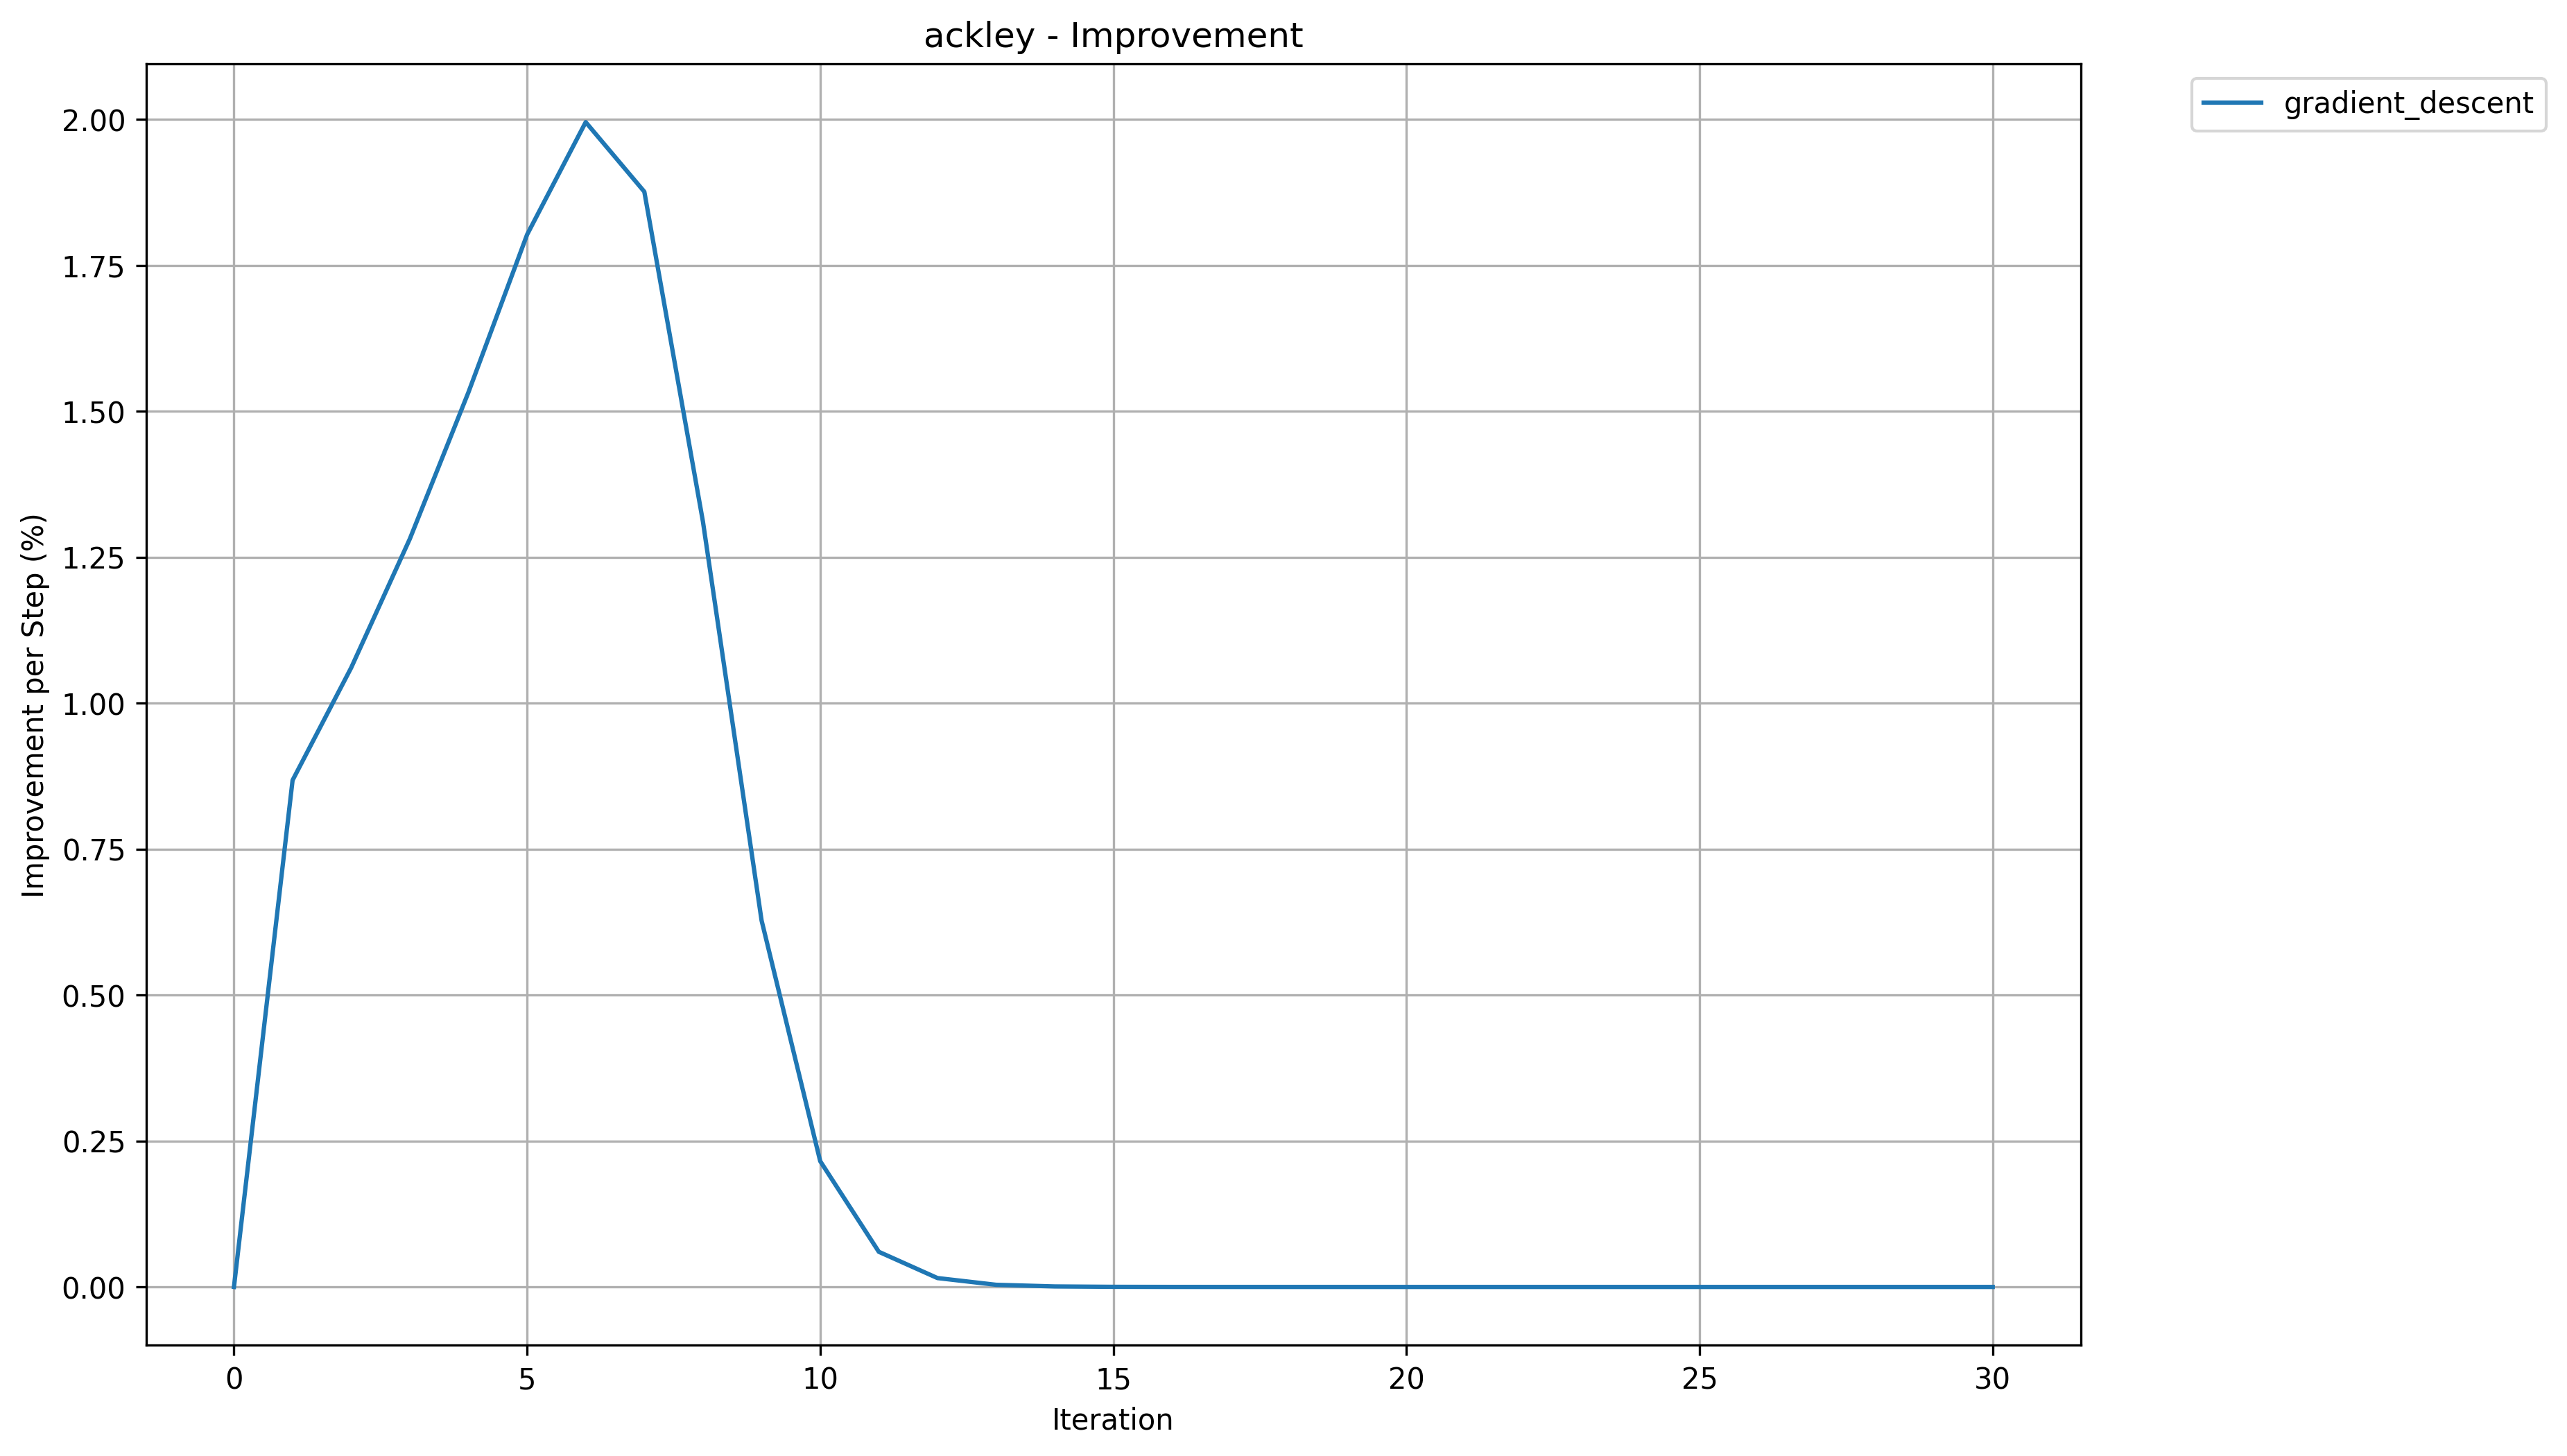 ackley - Improvement
gradient_descent
Improvement per Step (%)
2.00
1.75
1.50
1.25
1.00
0.75
0.50
0.25
0.00
0 5 10 15 20 25 30
Iteration